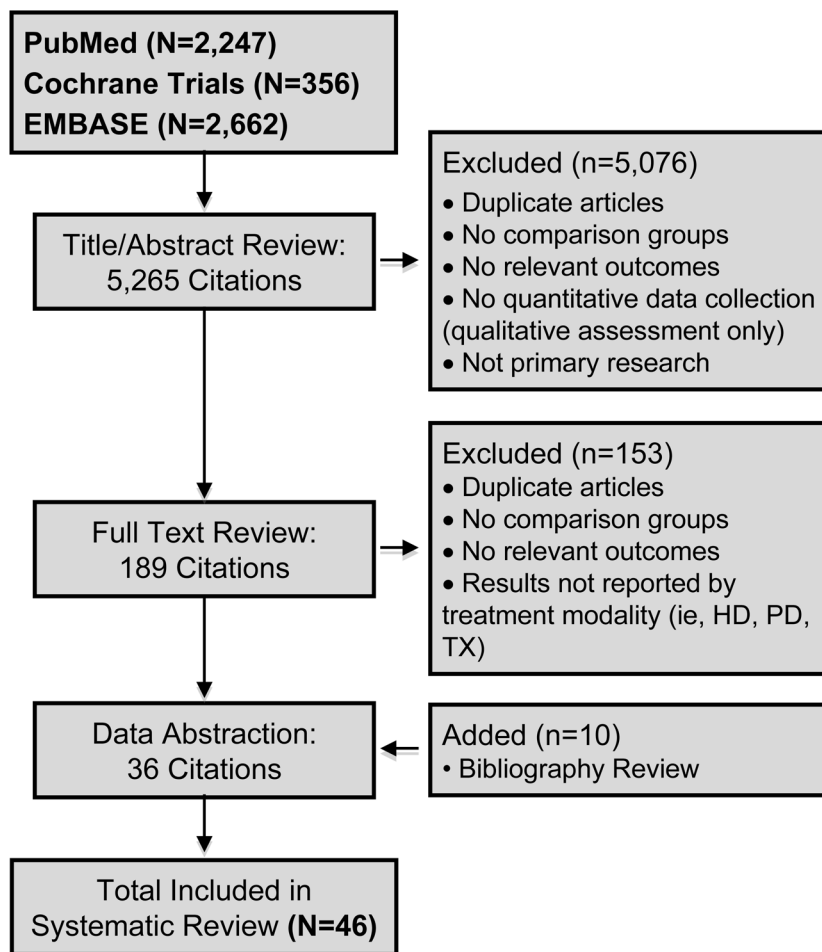 PubMed (N=2,247)
Cochrane Trials (N=356)
EMBASE (N=2,662)
Title/Abstract Review:
5,265 Citations
Excluded (n=5,076)
• Duplicate articles
• No comparison groups
• No relevant outcomes
• No quantitative data collection
(qualitative assessment only)
• Not primary research
Full Text Review:
189 Citations
Excluded (n=153)
• Duplicate articles
• No comparison groups
• No relevant outcomes
• Results not reported by
treatment modality (ie, HD, PD,
TX)
Data Abstraction:
36 Citations
Added (n=10)
• Bibliography Review
Total Included in
Systematic Review (N=46)